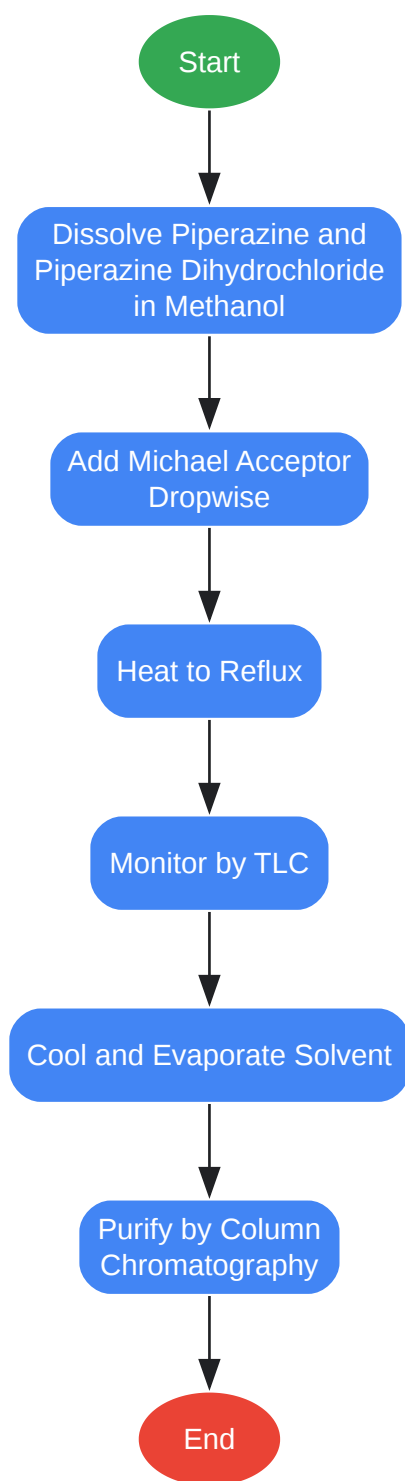 Start
Dissolve Piperazine and
Piperazine Dihydrochloride
in Methanol
Add Michael Acceptor
Dropwise
Heat to Reflux
Monitor by TLC
Cool and Evaporate Solvent
Purify by Column
Chromatography
End